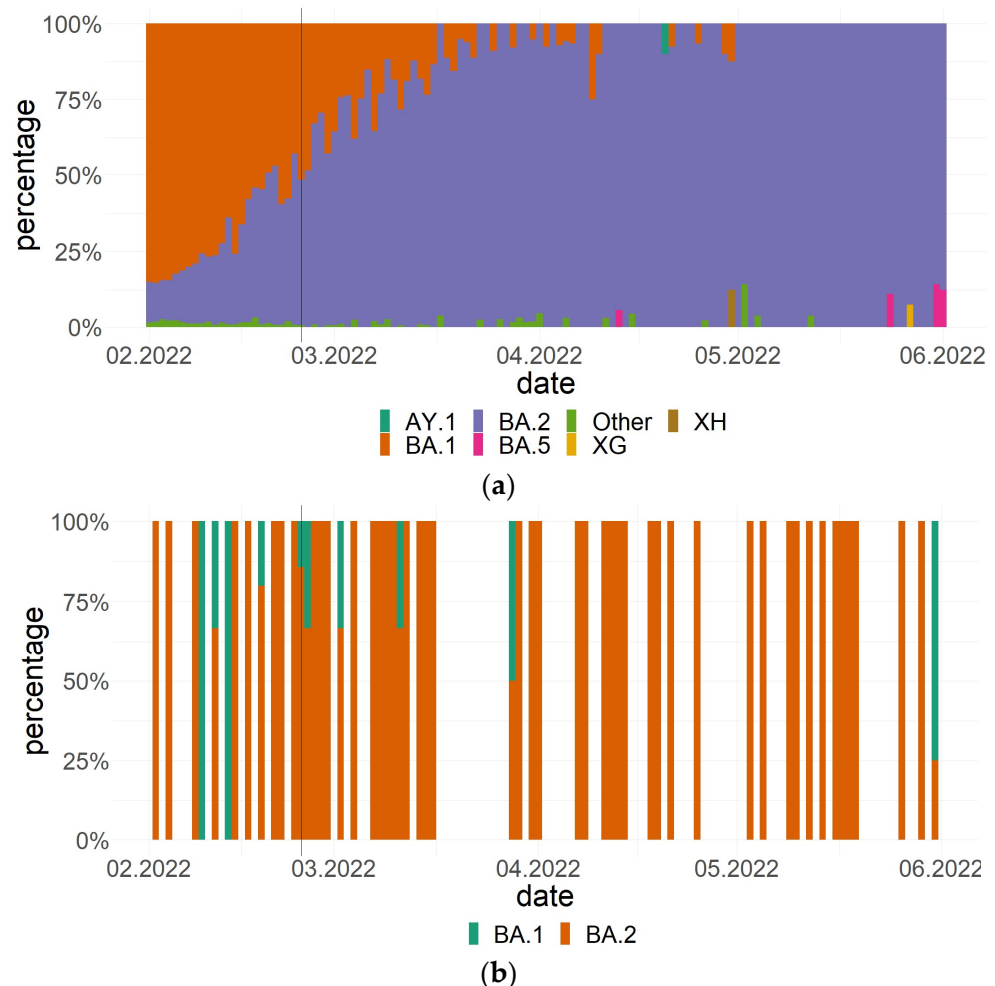 100%
75%
50%
25%
0%
percentage
02.2022 03.2022 04.2022 05.2022 06.2022
date
AY.1 BA.2 Other XH
BA.1 BA.5 XG
(a)
100%
75%
50%
25%
0%
percentage
02.2022 03.2022 04.2022 05.2022 06.2022
date
BA.1 BA.2
(b)